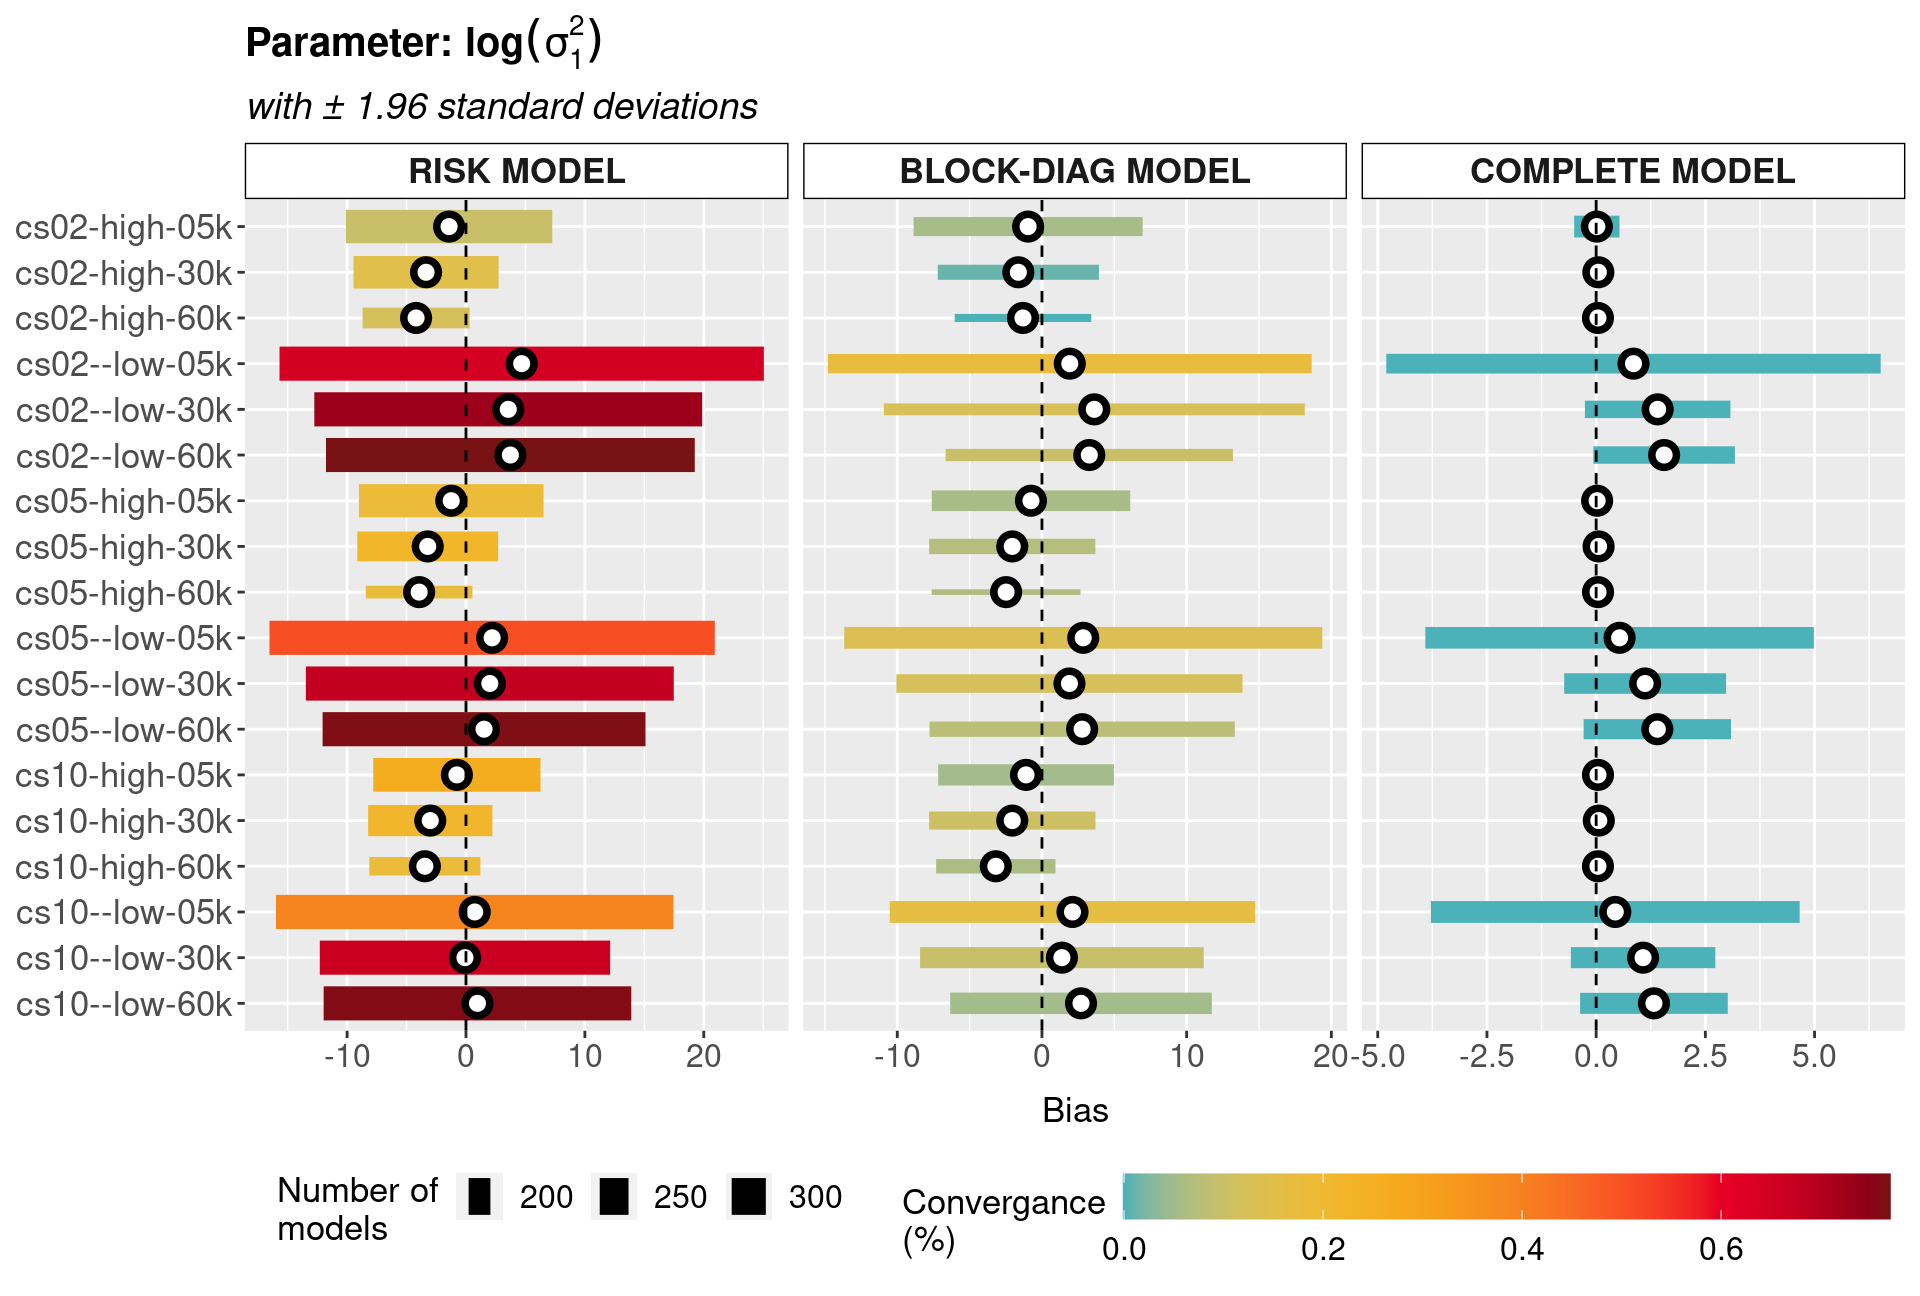 Parameter: log(σ₁²)
with ± 1.96 standard deviations
RISK MODEL BLOCK-DIAG MODEL COMPLETE MODEL
cs02-high-05k
cs02-high-30k
cs02-high-60k
cs02--low-05k
cs02--low-30k
cs02--low-60k
cs05-high-05k
cs05-high-30k
cs05-high-60k
cs05--low-05k
cs05--low-30k
cs05--low-60k
cs10-high-05k
cs10-high-30k
cs10-high-60k
cs10--low-05k
cs10--low-30k
cs10--low-60k
-10 0 10 20 -10 0 10 20 -5.0 -2.5 0.0 2.5 5.0
Bias
Number of
models
200 250 300
Convergance
(%)
0.0 0.2 0.4 0.6